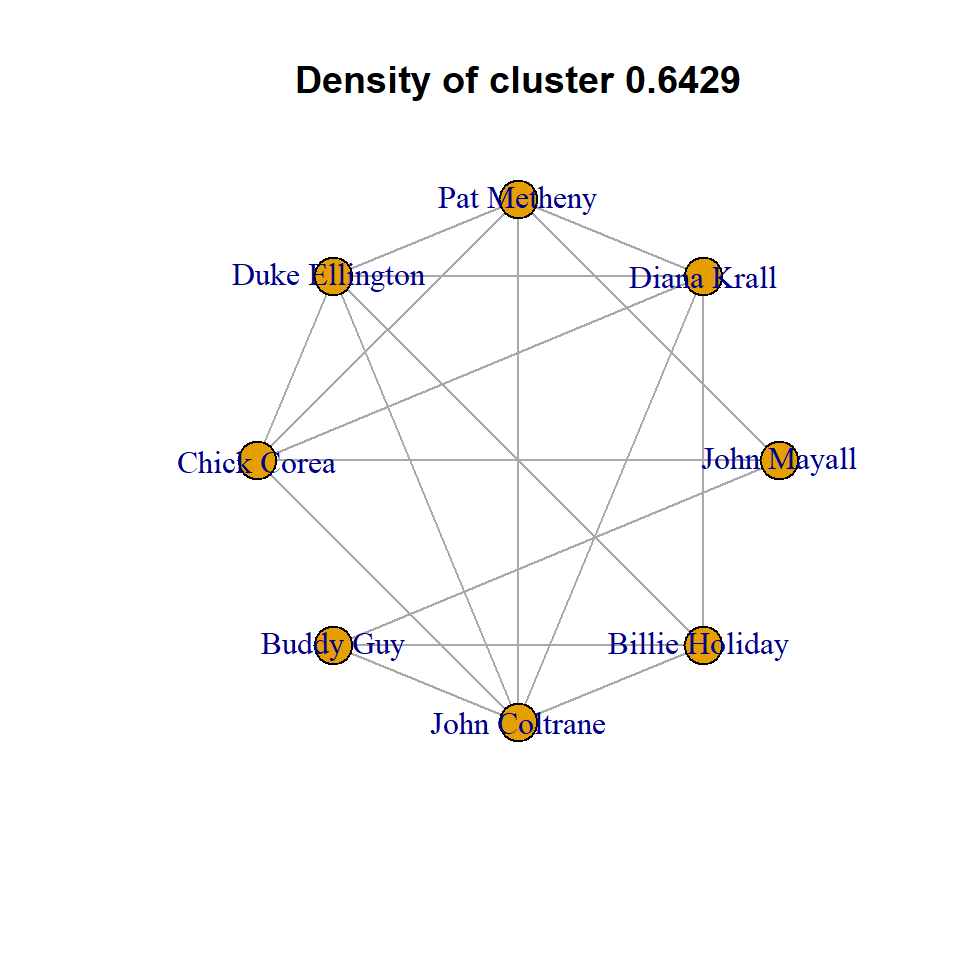 Density of cluster 0.6429
Pat Metheny
Duke Ellington
Diana Krall
Chick Corea
John Mayall
Buddy Guy
Billie Holiday
John Coltrane